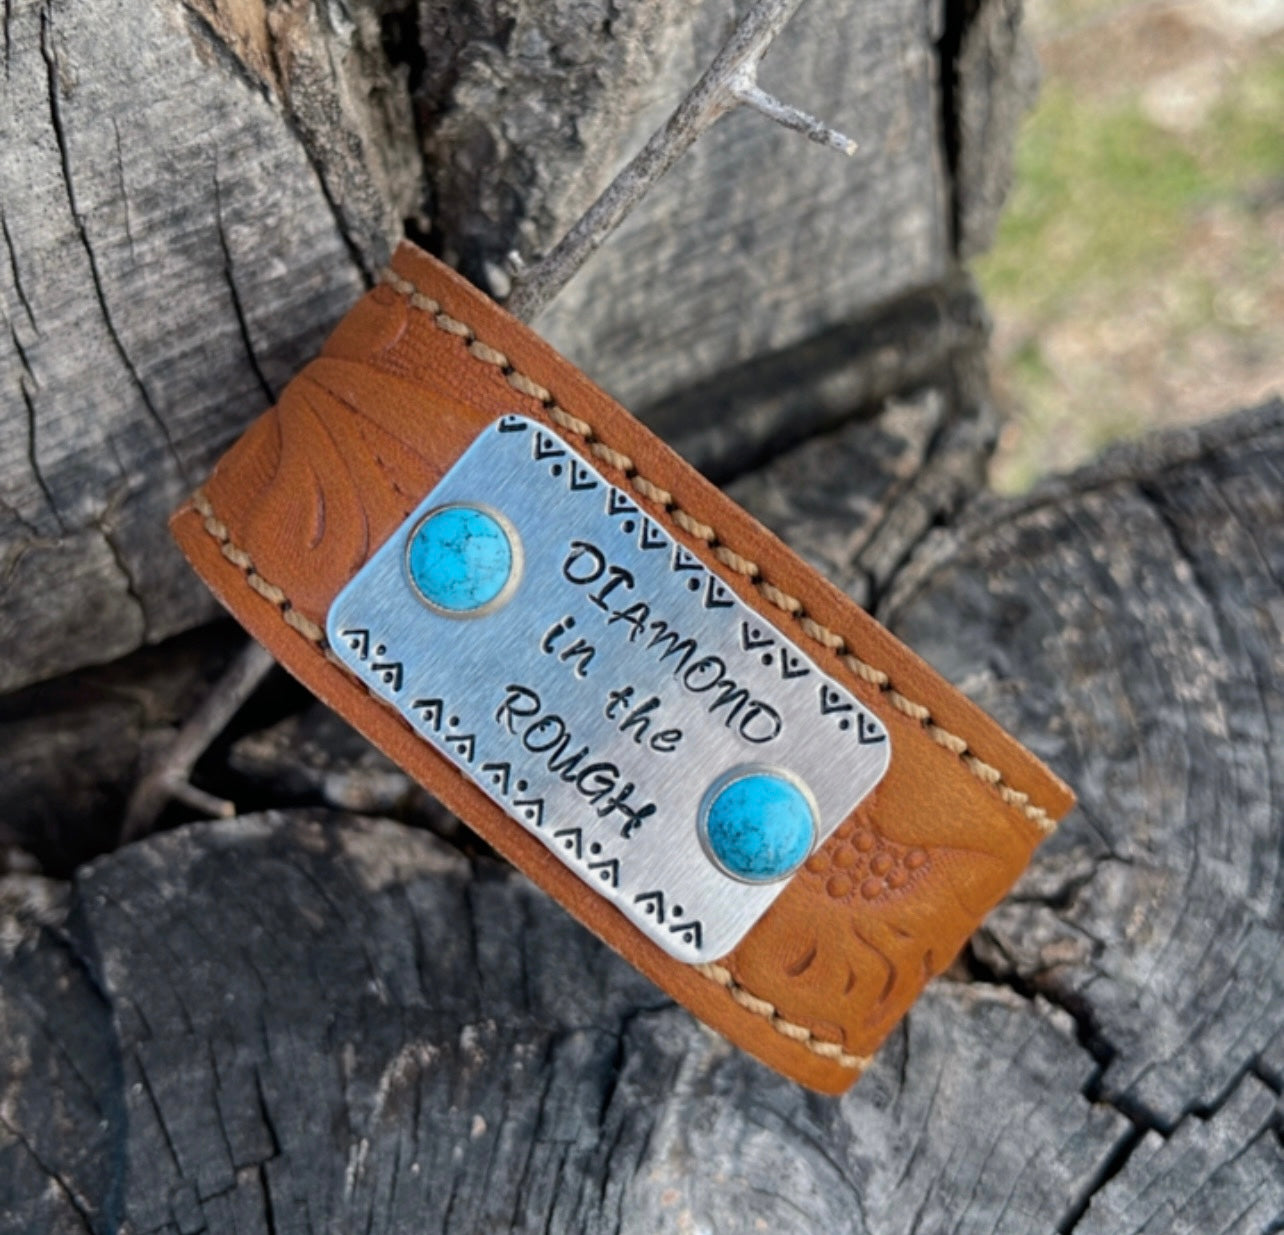 DIAMOND
in the
ROUGH